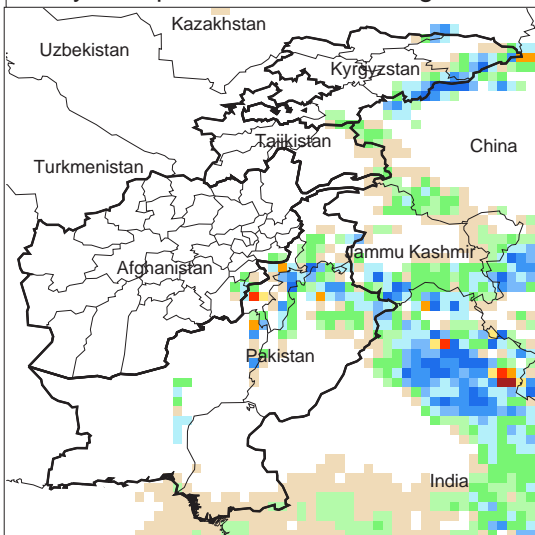 Kazakhstan
Uzbekistan
Kyrgyzstan
Tajikistan
China
Turkmenistan
Jammu Kashmir
Afghanistan
Pakistan
India